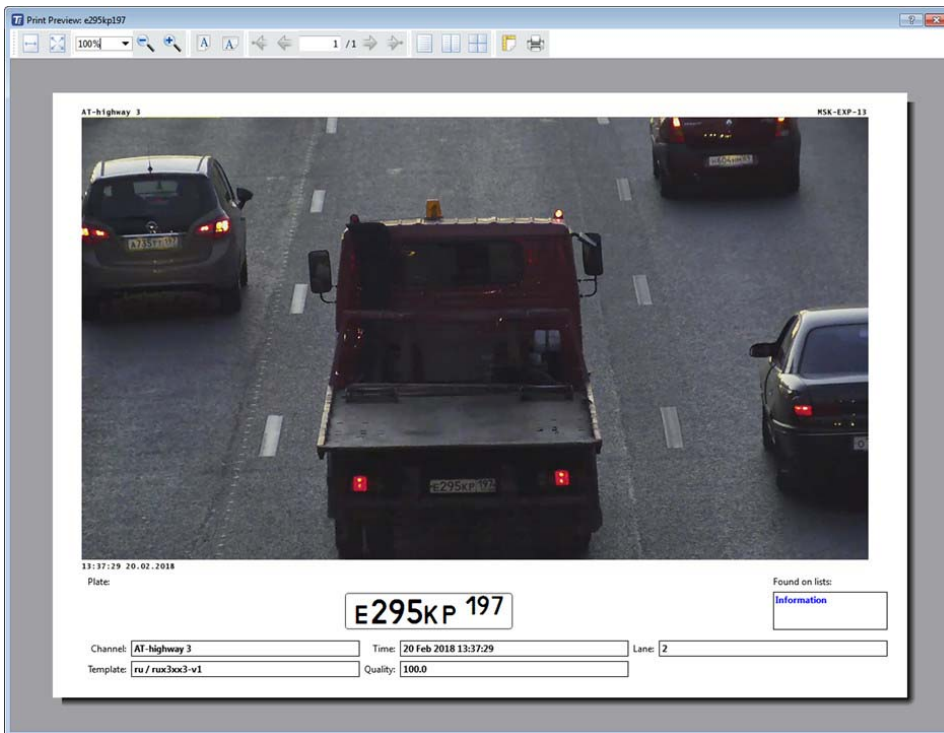 Print Preview: e295kp197
100%
1 /1
AT-highway 3
MSK-EXP-13
E295KP 197
13:37:29 20.02.2018
Plate:
Found on lists:
E295KP 197
Information
Channel: AT-highway 3
Time: 20 Feb 2018 13:37:29
Lane: 2
Template: ru / rux3xx3-v1
Quality: 100.0